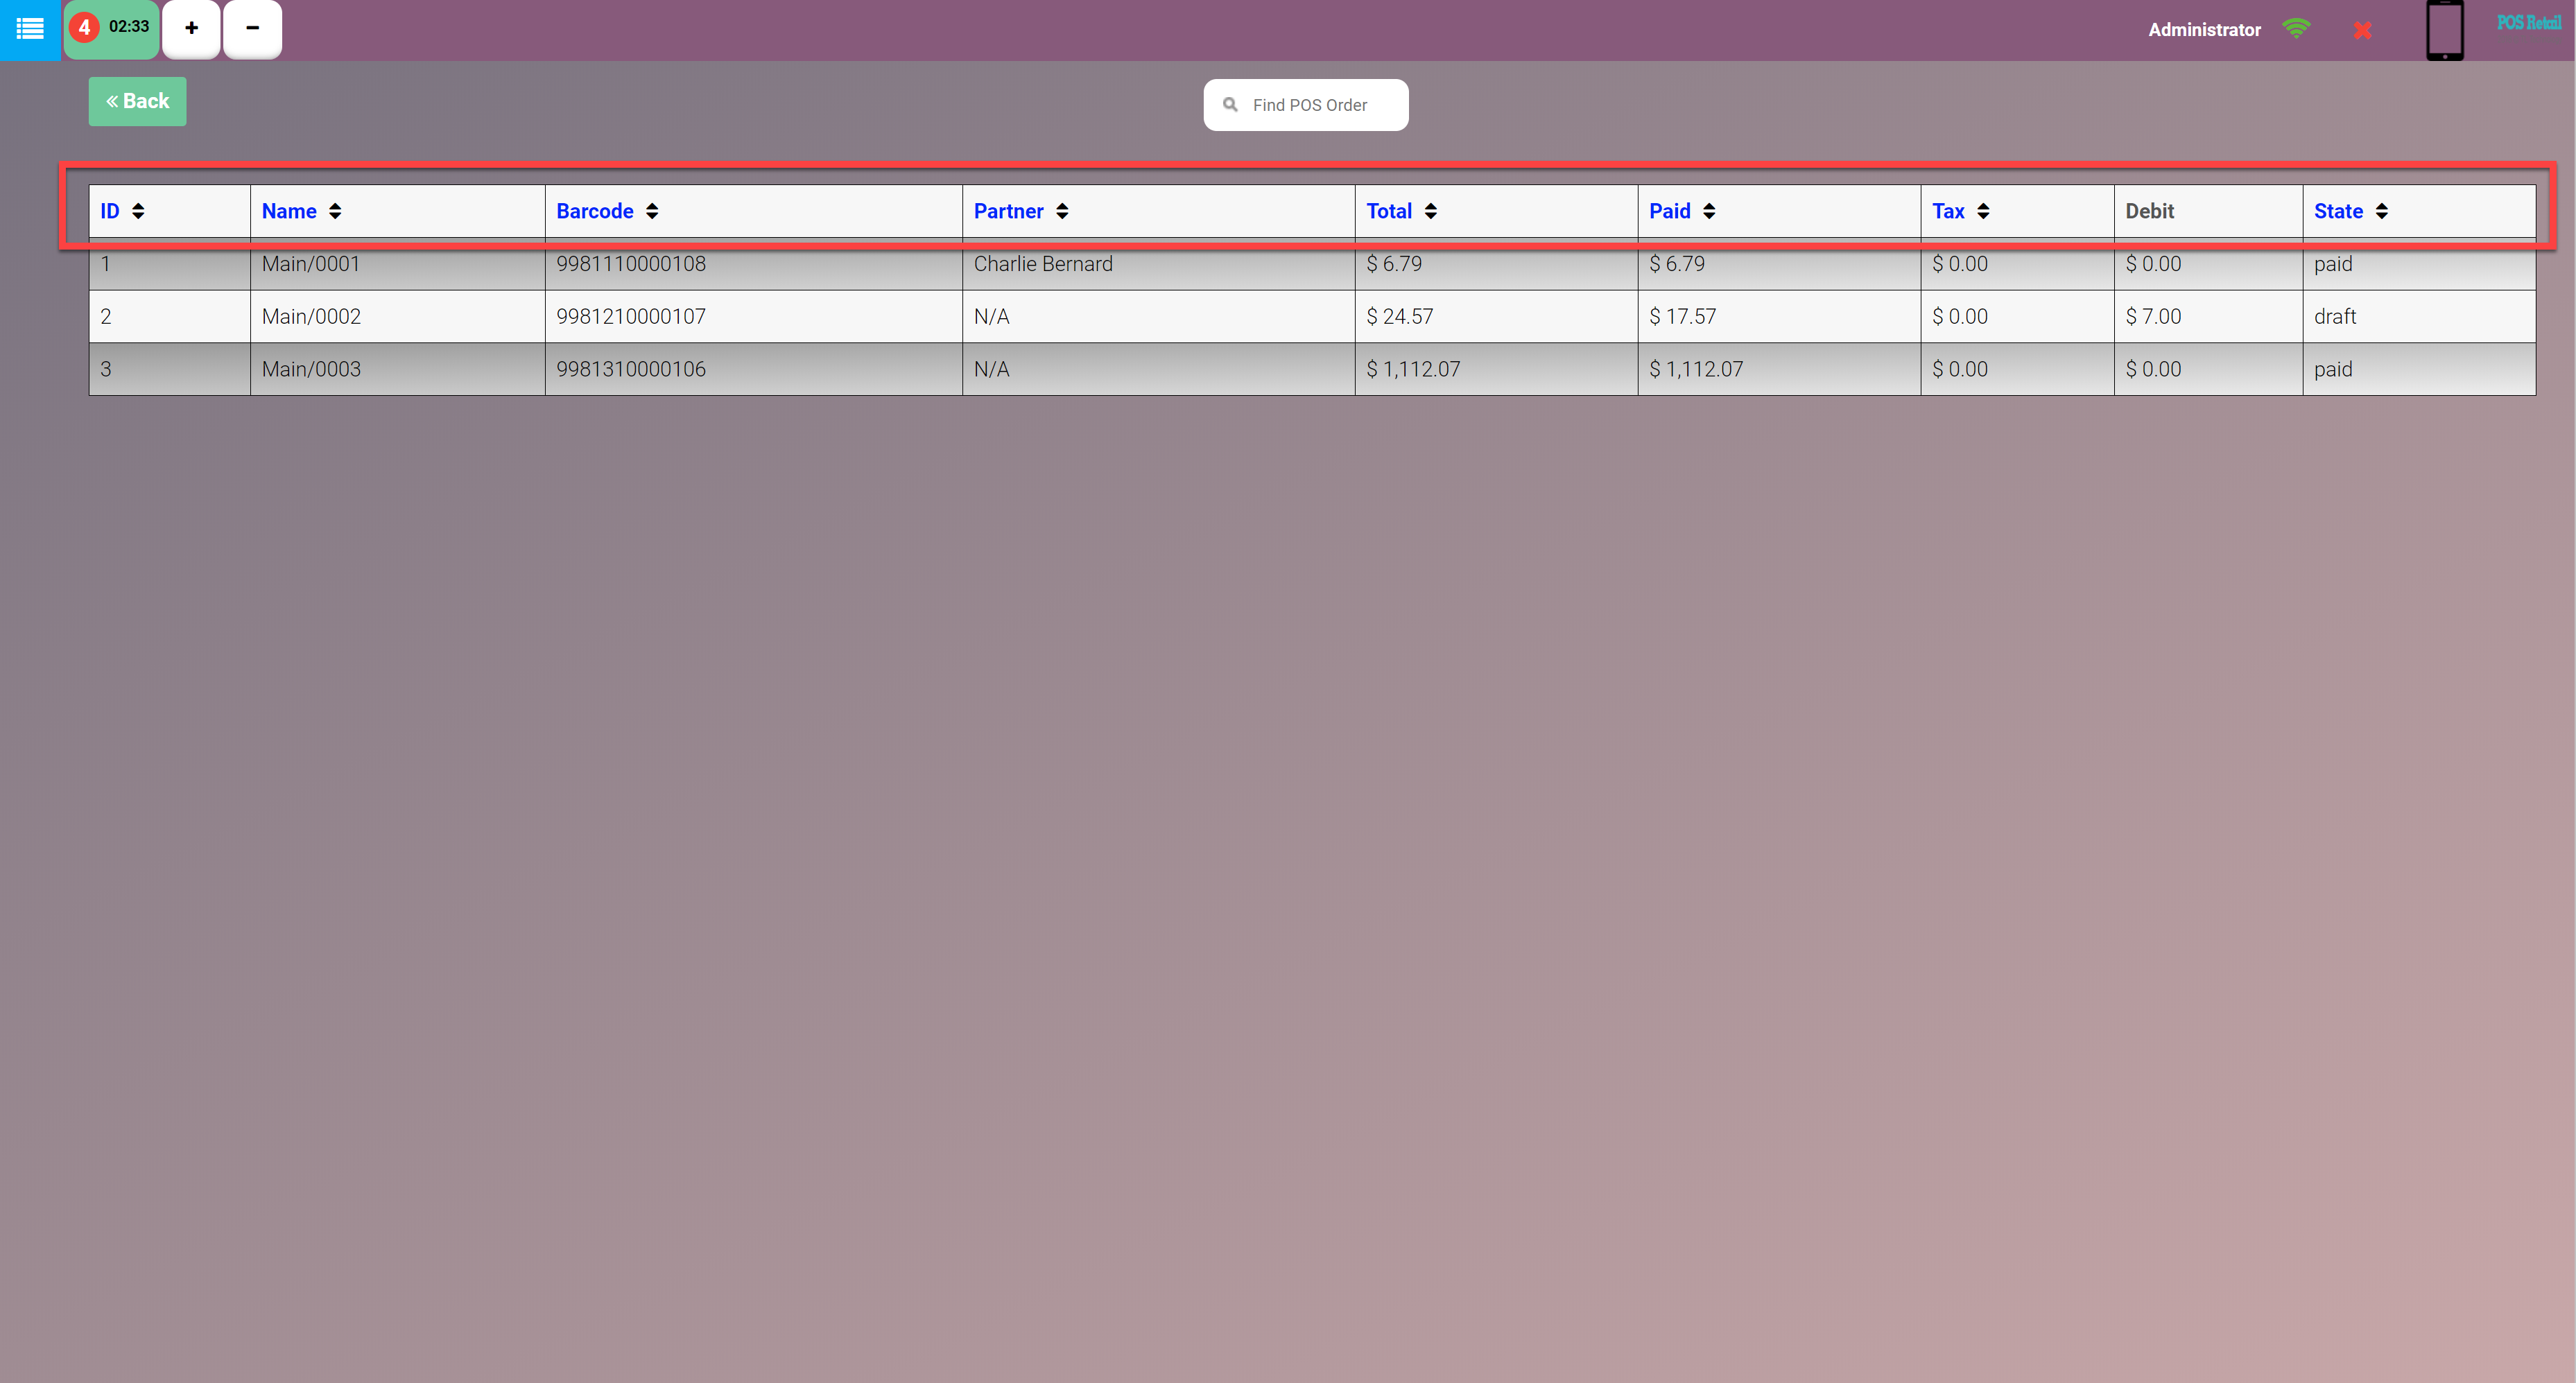 4 02:33 + − Administrator POS Retail
Back Find POS Order
ID Name Barcode Partner Total Paid Tax Debit State
1 Main/0001 9981110000108 Charlie Bernard $ 6.79 $ 6.79 $ 0.00 $ 0.00 paid
2 Main/0002 9981210000107 N/A $ 24.57 $ 17.57 $ 0.00 $ 7.00 draft
3 Main/0003 9981310000106 N/A $ 1,112.07 $ 1,112.07 $ 0.00 $ 0.00 paid